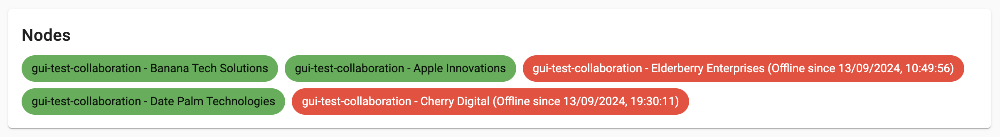 Nodes
gui-test-collaboration - Banana Tech Solutions
gui-test-collaboration - Apple Innovations
gui-test-collaboration - Elderberry Enterprises (Offline since 13/09/2024, 10:49:56)
gui-test-collaboration - Date Palm Technologies
gui-test-collaboration - Cherry Digital (Offline since 13/09/2024, 19:30:11)